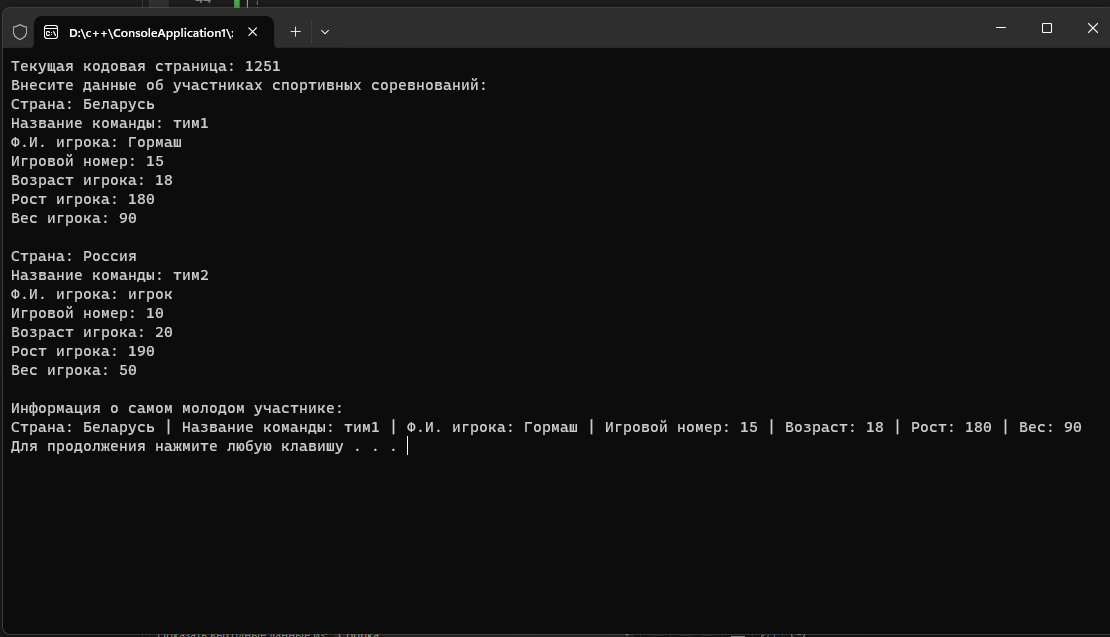 D:\c++\ConsoleApplication1\:
Текущая кодовая страница: 1251
Внесите данные об участниках спортивных соревнований:
Страна: Беларусь
Название команды: тим1
Ф.И. игрока: Гормаш
Игровой номер: 15
Возраст игрока: 18
Рост игрока: 180
Вес игрока: 90
Страна: Россия
Название команды: тим2
Ф.И. игрока: игрок
Игровой номер: 10
Возраст игрока: 20
Рост игрока: 190
Вес игрока: 50
Информация о самом молодом участнике:
Страна: Беларусь | Название команды: тим1 | Ф.И. игрока: Гормаш | Игровой номер: 15 | Возраст: 18 | Рост: 180 | Вес: 90
Для продолжения нажмите любую клавишу . . .